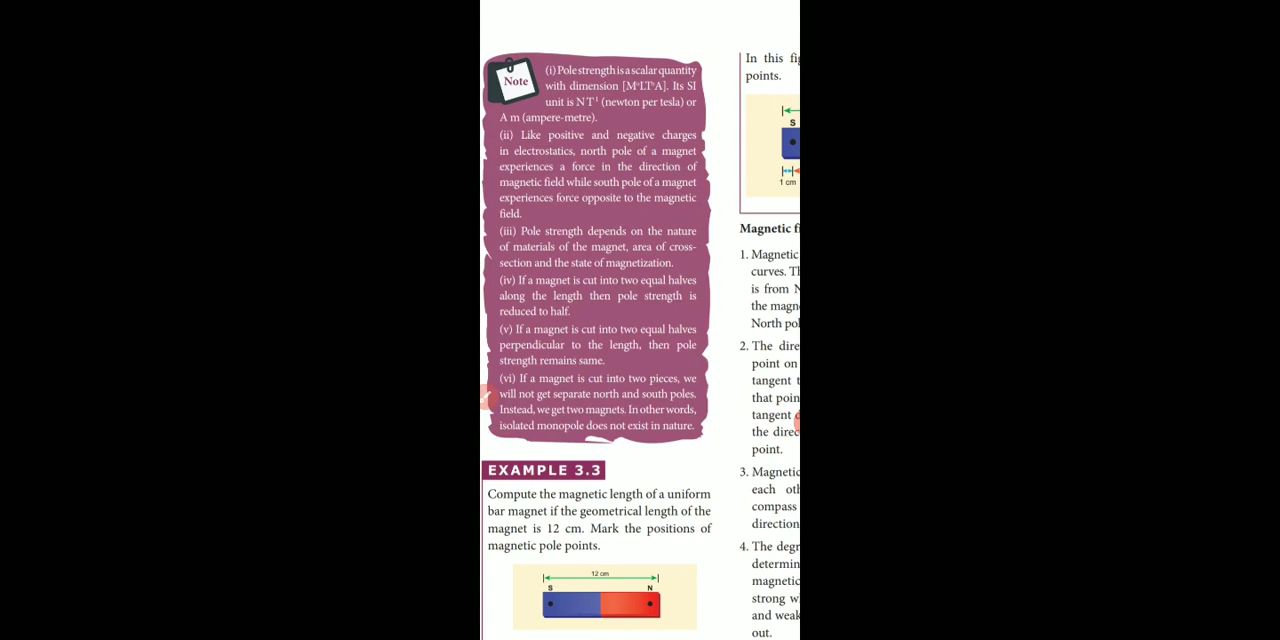 Note
(i) Pole strength is a scalar quantity
with dimension [M°LT°A]. Its SI
unit is N T¹ (newton per tesla) or
A m (ampere-metre).
(ii) Like positive and negative charges
in electrostatics, north pole of a magnet
experiences a force in the direction of
magnetic field while south pole of a magnet
experiences force opposite to the magnetic
field.
(iii) Pole strength depends on the nature
of materials of the magnet, area of cross-
section and the state of magnetization.
(iv) If a magnet is cut into two equal halves
along the length then pole strength is
reduced to half.
(v) If a magnet is cut into two equal halves
perpendicular to the length, then pole
strength remains same.
(vi) If a magnet is cut into two pieces, we
will not get separate north and south poles.
Instead, we get two magnets. In other words,
isolated monopole does not exist in nature.
EXAMPLE 3.3
Compute the magnetic length of a uniform
bar magnet if the geometrical length of the
magnet is 12 cm. Mark the positions of
magnetic pole points.
12 cm
S N
In this fig
points.
S
1 cm
Magnetic f
1. Magnetic
curves. Th
is from N
the magn
North pol
2. The dire
point on
tangent t
that poin
tangent
the direc
point.
3. Magnetic
each oth
compass
direction
4. The degr
determin
magnetic
strong w
and weak
out.